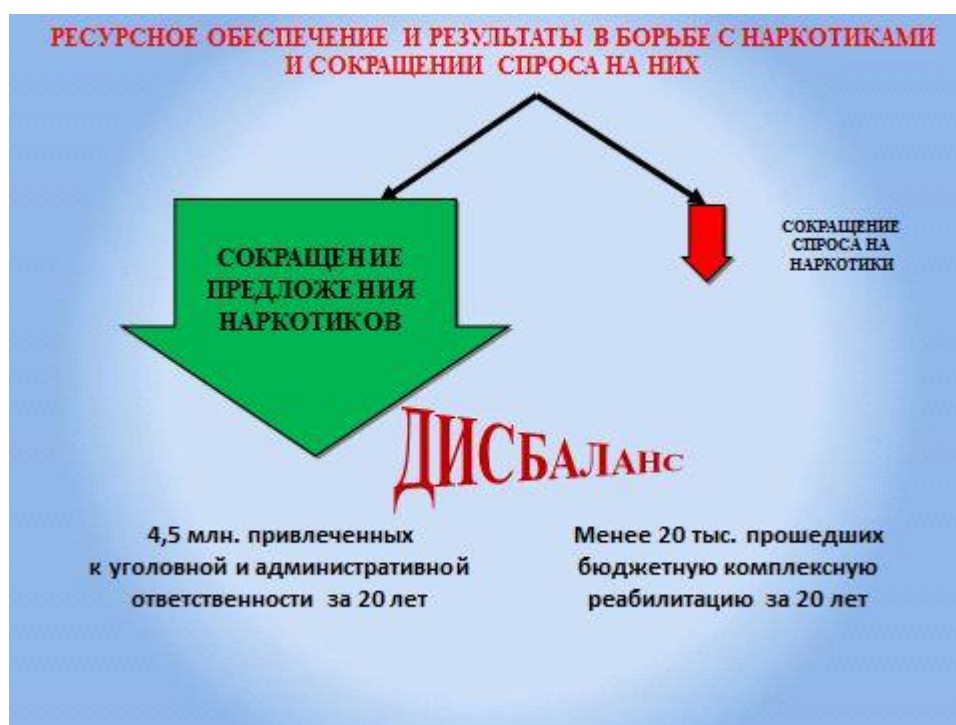 РЕСУРСНОЕ ОБЕСПЕЧЕНИЕ И РЕЗУЛЬТАТЫ В БОРЬБЕ С НАРКОТИКАМИ
И СОКРАЩЕНИИ СПРОСА НА НИХ
СОКРАЩЕНИЕ
ПРЕДЛОЖЕНИЯ
НАРКОТИКОВ
СОКРАЩЕНИЕ
СПРОСА НА
НАРКОТИКИ
ДИСБАЛАНС
4,5 млн. привлеченных
к уголовной и административной
ответственности за 20 лет
Менее 20 тыс. прошедших
бюджетную комплексную
реабилитацию за 20 лет